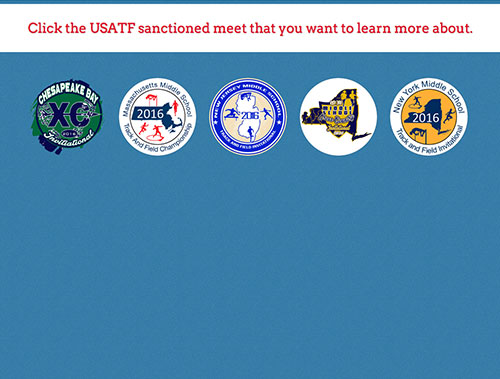 Click the USATF sanctioned meet that you want to learn more about.
CHESAPEAKE BAY
XC
2016
Invitational
Massachusetts Middle School
2016
Track And Field Championship
NEW JERSEY MIDDLE SCHOOL
2016
TRACK AND FIELD INVITATIONAL
MIDDLE
New York Middle School
2016
Track and Field Invitational